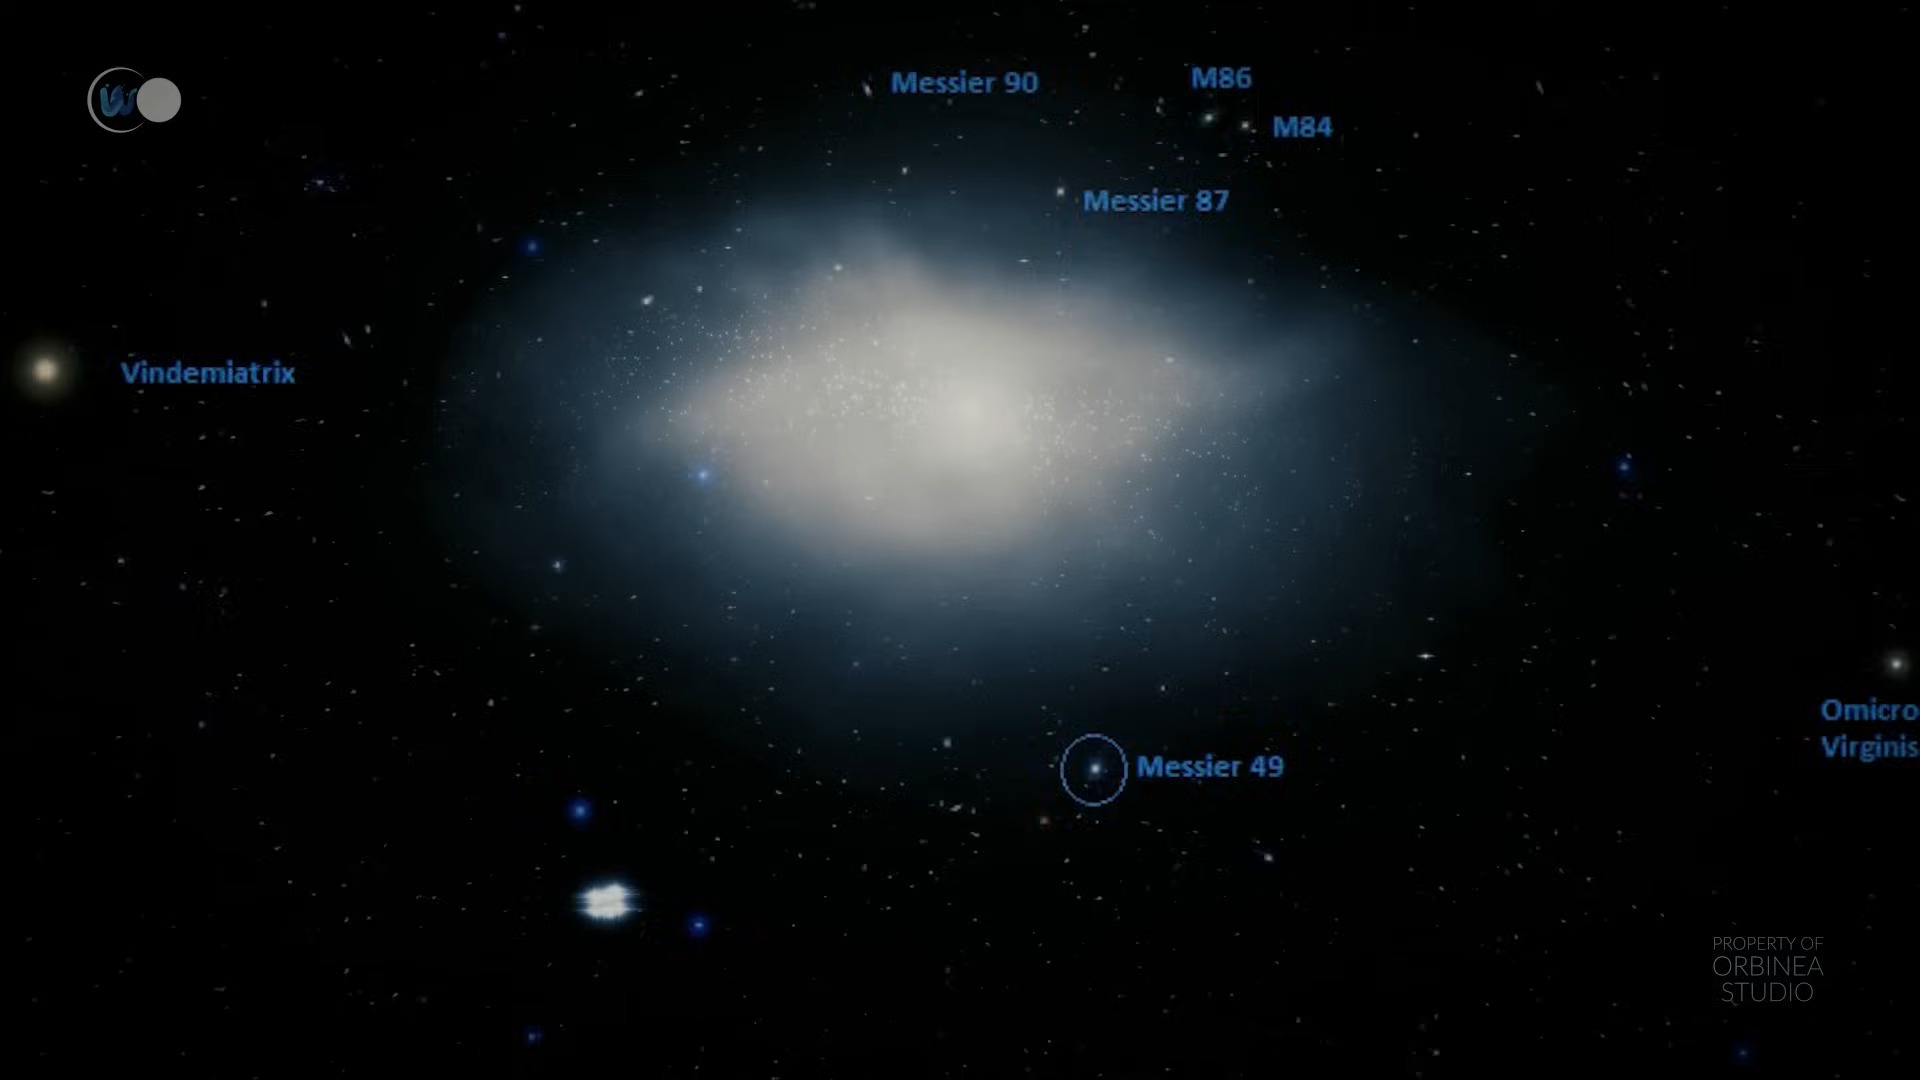 Messier 90
M86
M84
Messier 87
Vindemiatrix
Omicro
Virginis
Messier 49
PROPERTY OF
ORBINEA
STUDIO